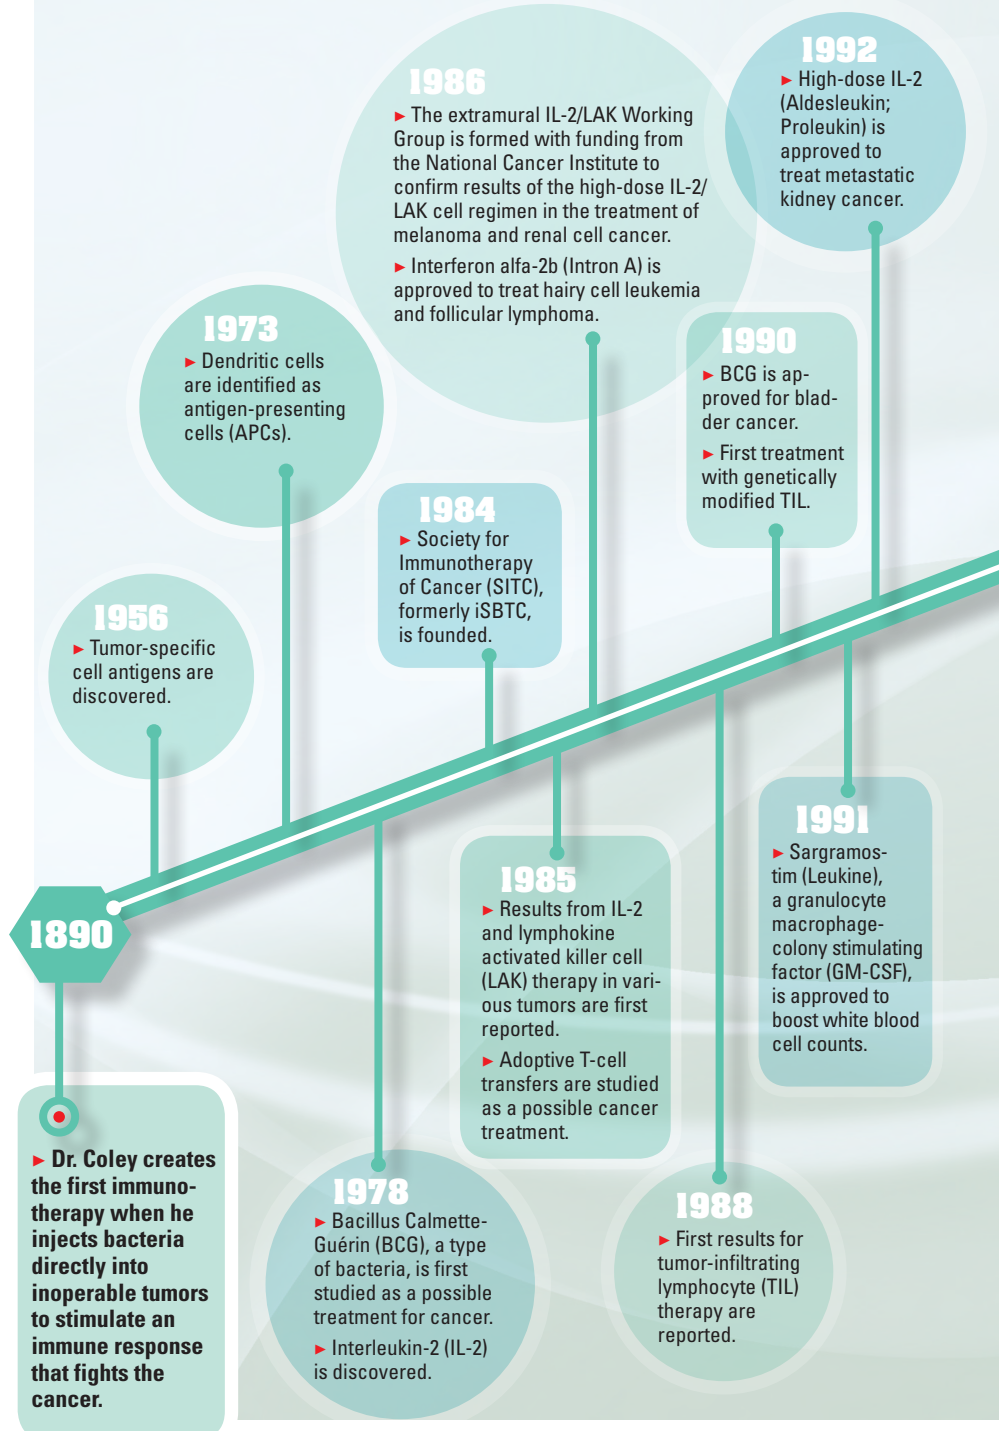 1890
► Dr. Coley creates
the first immuno-
therapy when he
injects bacteria
directly into
inoperable tumors
to stimulate an
immune response
that fights the
cancer.
1956
► Tumor-specific
cell antigens are
discovered.
1973
► Dendritic cells
are identified as
antigen-presenting
cells (APCs).
1978
► Bacillus Calmette-
Guérin (BCG), a type
of bacteria, is first
studied as a possible
treatment for cancer.
► Interleukin-2 (IL-2)
is discovered.
1984
► Society for
Immunotherapy
of Cancer (SITC),
formerly iSBTC,
is founded.
1985
► Results from IL-2
and lymphokine
activated killer cell
(LAK) therapy in vari-
ous tumors are first
reported.
► Adoptive T-cell
transfers are studied
as a possible cancer
treatment.
1986
► The extramural IL-2/LAK Working
Group is formed with funding from
the National Cancer Institute to
confirm results of the high-dose IL-2/
LAK cell regimen in the treatment of
melanoma and renal cell cancer.
► Interferon alfa-2b (Intron A) is
approved to treat hairy cell leukemia
and follicular lymphoma.
1988
► First results for
tumor-infiltrating
lymphocyte (TIL)
therapy are
reported.
1990
► BCG is ap-
proved for blad-
der cancer.
► First treatment
with genetically
modified TIL.
1991
► Sargramos-
tim (Leukine),
a granulocyte
macrophage-
colony stimulating
factor (GM-CSF),
is approved to
boost white blood
cell counts.
1992
► High-dose IL-2
(Aldesleukin;
Proleukin) is
approved to
treat metastatic
kidney cancer.